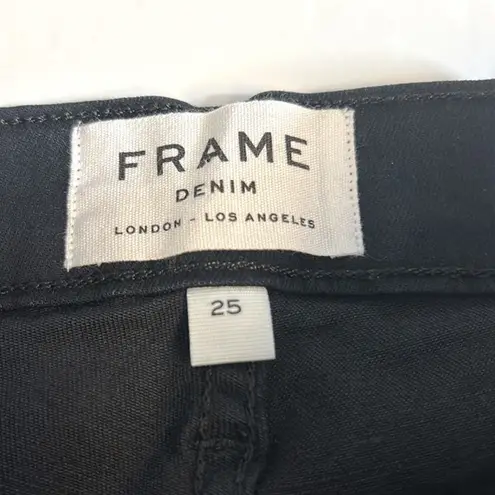 FRAME
DENIM
LONDON - LOS ANGELES
25